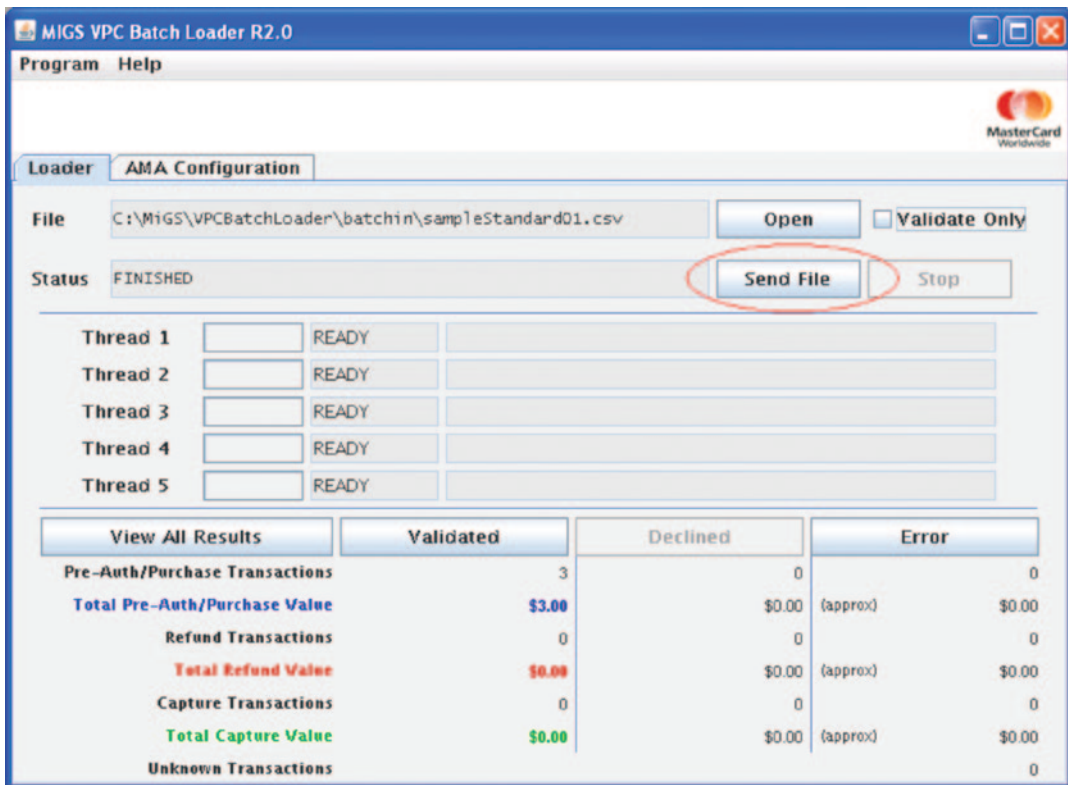 MIGS VPC Batch Loader R2.0
Program Help
MasterCard
Worldwide
Loader AMA Configuration
File C:\MiGS\VPCBatchLoader\batchin\sampleStandard01.csv Open Validate Only
Status FINISHED Send File Stop
Thread 1 READY
Thread 2 READY
Thread 3 READY
Thread 4 READY
Thread 5 READY
View All Results Validated Declined Error
Pre-Auth/Purchase Transactions 3 0 0
Total Pre-Auth/Purchase Value $3.00 $0.00 (approx) $0.00
Refund Transactions 0 0 0
Total Refund Value $0.00 $0.00 (approx) $0.00
Capture Transactions 0 0 0
Total Capture Value $0.00 $0.00 (approx) $0.00
Unknown Transactions 0